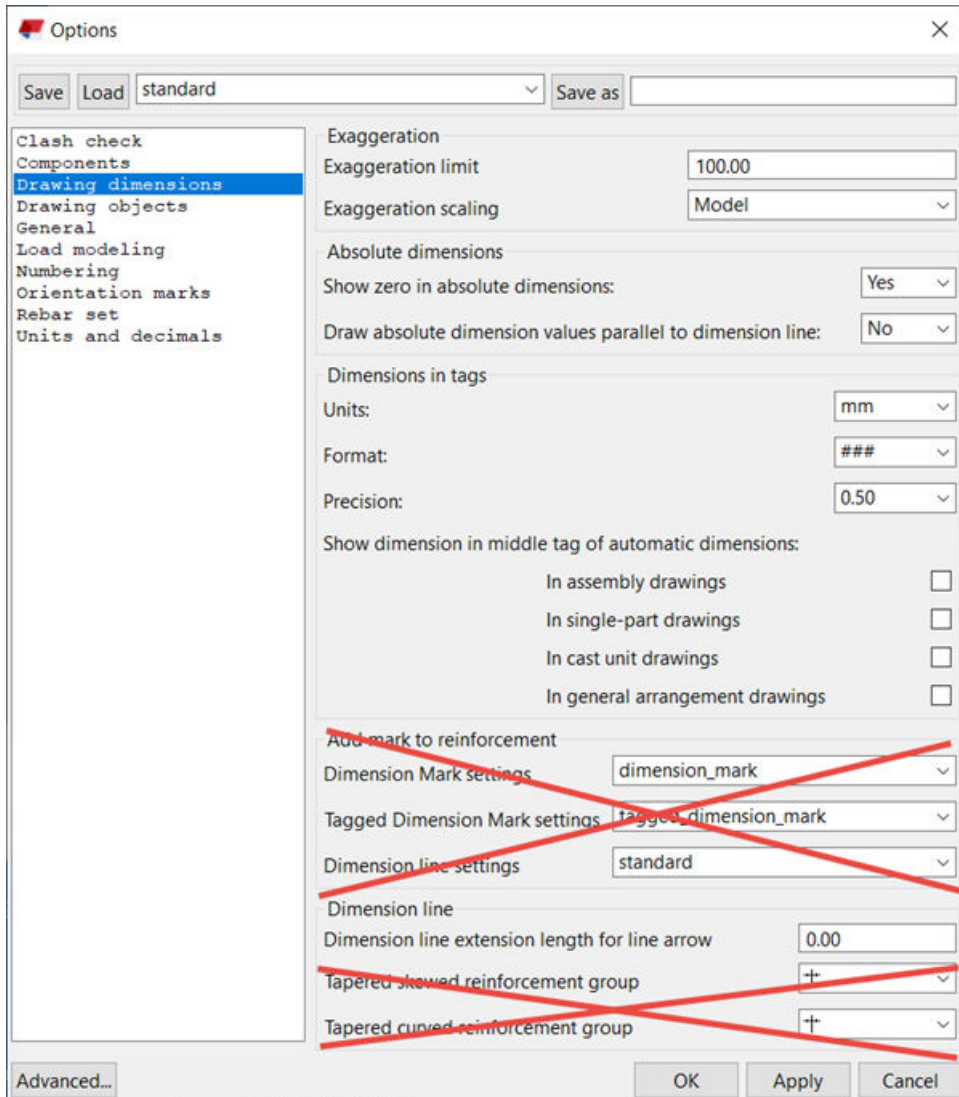 Options
Save Load standard Save as
Clash check
Components
Drawing dimensions
Drawing objects
General
Load modeling
Numbering
Orientation marks
Rebar set
Units and decimals
Exaggeration
Exaggeration limit 100.00
Exaggeration scaling Model
Absolute dimensions
Show zero in absolute dimensions: Yes
Draw absolute dimension values parallel to dimension line: No
Dimensions in tags
Units: mm
Format: ###
Precision: 0.50
Show dimension in middle tag of automatic dimensions:
In assembly drawings
In single-part drawings
In cast unit drawings
In general arrangement drawings
Add mark to reinforcement
Dimension Mark settings dimension_mark
Tagged Dimension Mark settings tagged_dimension_mark
Dimension line settings standard
Dimension line
Dimension line extension length for line arrow 0.00
Tapered skewed reinforcement group
Tapered curved reinforcement group
Advanced... OK Apply Cancel